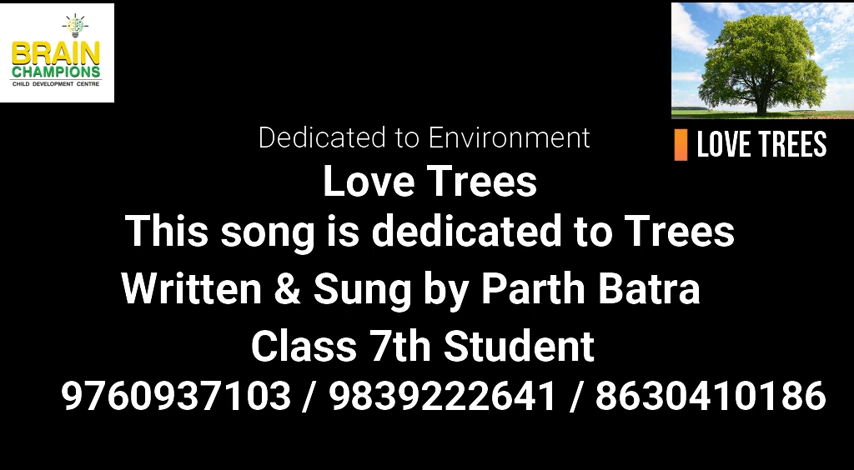 BRAIN
CHAMPIONS
CHILD DEVELOPMENT CENTRE
LOVE TREES
Dedicated to Environment
Love Trees
This song is dedicated to Trees
Written & Sung by Parth Batra
Class 7th Student
9760937103 / 9839222641 / 8630410186